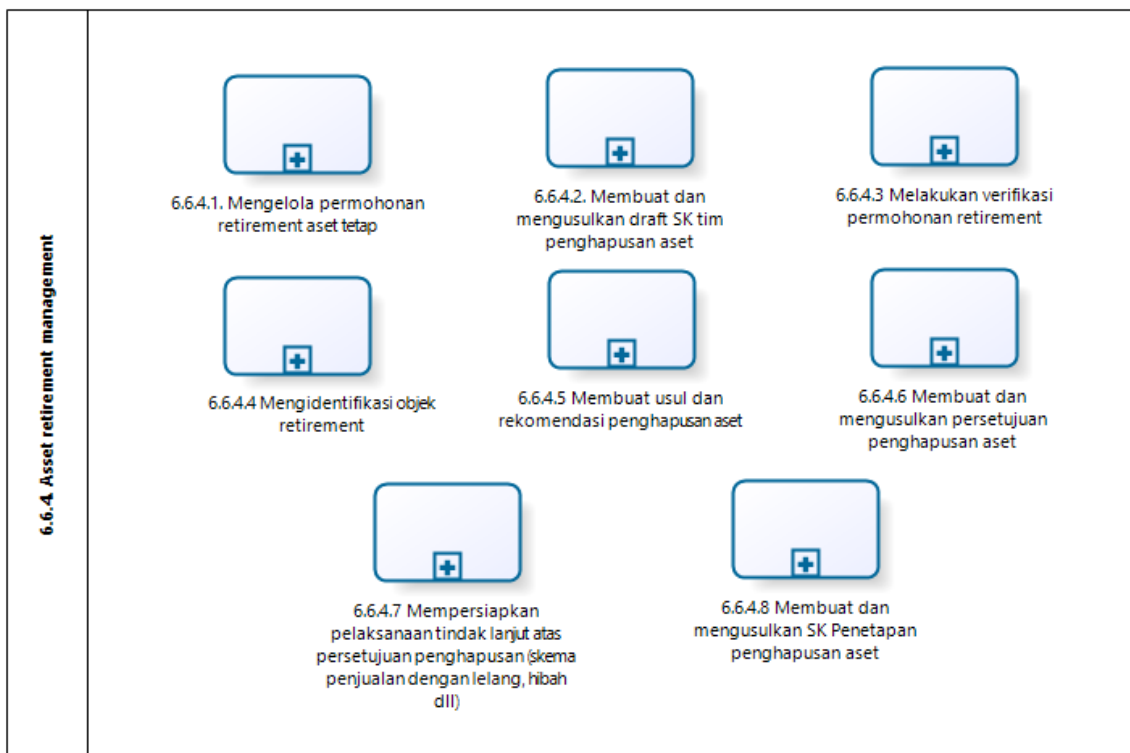 6.6.4. Asset retirement management
6.6.4.1. Mengelola permohonan
retirement aset tetap
6.6.4.2. Membuat dan
mengusulkan draft SK tim
penghapusan aset
6.6.4.3 Melakukan verifikasi
permohonan retirement
6.6.4.4 Mengidentifikasi objek
retirement
6.6.4.5 Membuat usul dan
rekomendasi penghapusan aset
6.6.4.6 Membuat dan
mengusulkan persetujuan
penghapusan aset
6.6.4.7 Mempersiapkan
pelaksanaan tindak lanjut atas
persetujuan penghapusan (skema
penjualan dengan lelang, hibah
dll)
6.6.4.8 Membuat dan
mengusulkan SK Penetapan
penghapusan aset